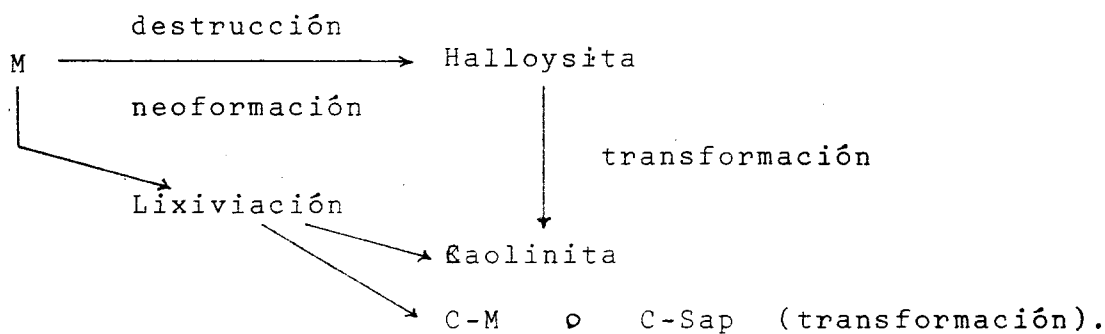 destrucción
M Halloysita
neoformación
transformación
Lixiviación
Caolinita
C-M o C-Sap (transformación).